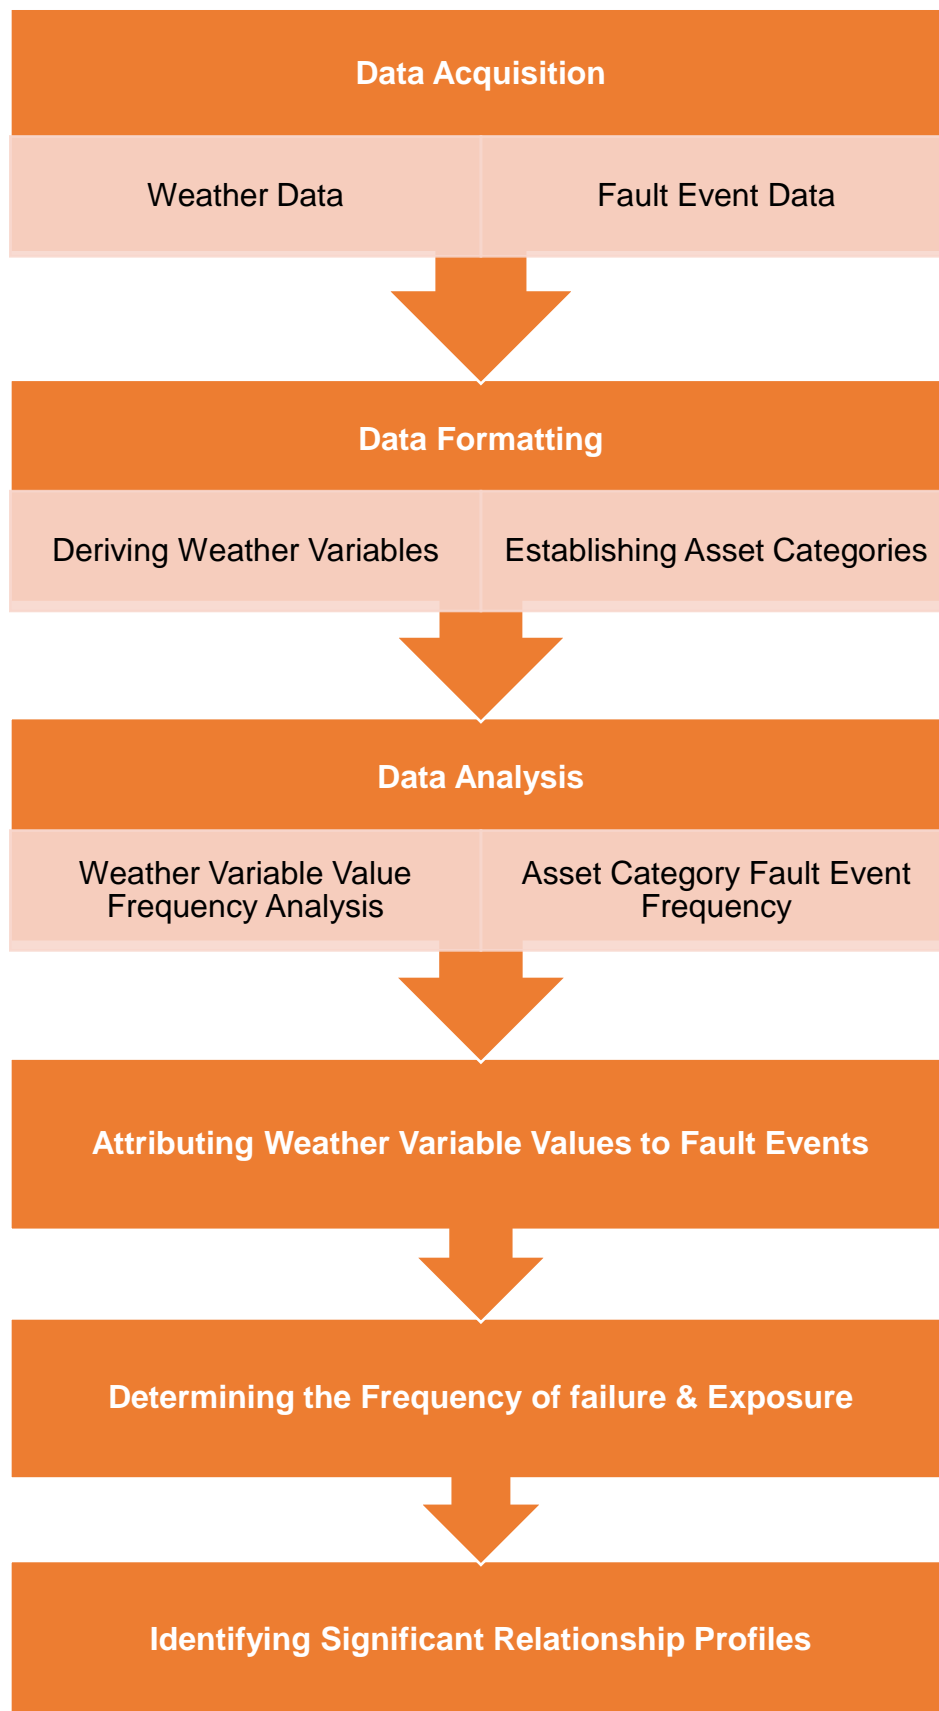 Data Acquisition
Weather Data
Fault Event Data
Data Formatting
Deriving Weather Variables
Establishing Asset Categories
Data Analysis
Weather Variable Value
Frequency Analysis
Asset Category Fault Event
Frequency
Attributing Weather Variable Values to Fault Events
Determining the Frequency of failure & Exposure
Identifying Significant Relationship Profiles